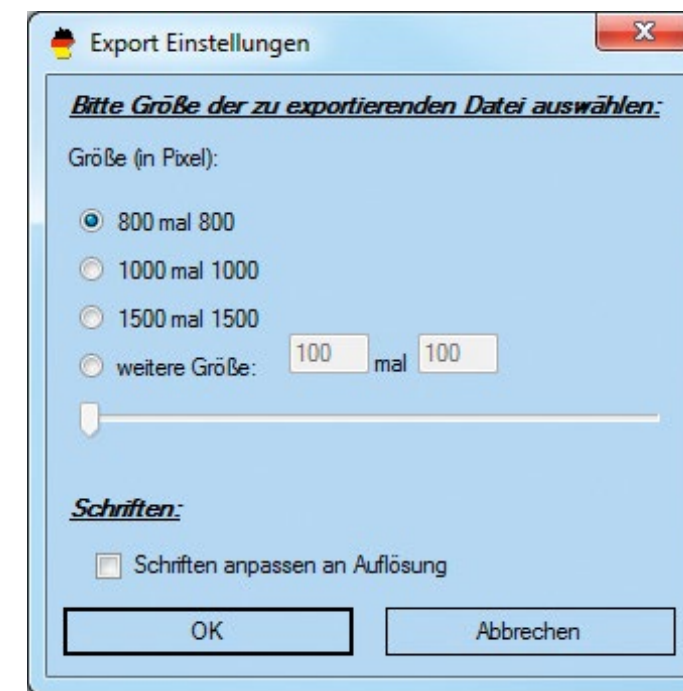 Export Einstellungen
Bitte Größe der zu exportierenden Datei auswählen:
Größe (in Pixel):
800 mal 800
1000 mal 1000
1500 mal 1500
weitere Größe: 100 mal 100
Schriften:
Schriften anpassen an Auflösung
OK Abbrechen